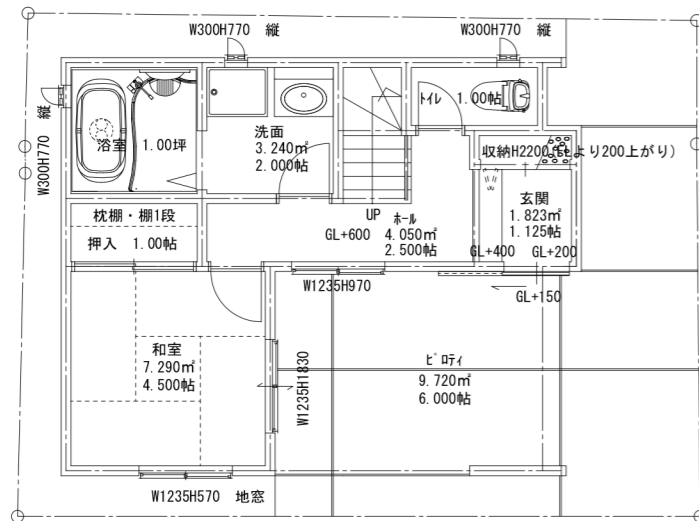 W300H770 縦
W300H770 縦
W300H770 縦
浴室 1.00坪
洗面
3.240㎡
2.000帖
トイレ 1.00帖
収納H2200
より200上がり)
玄関
1.823㎡
1.125帖
枕棚・棚1段
押入 1.00帖
UP
ホール
GL+600
4.050㎡
2.500帖
GL+400
GL+200
GL+150
W1235H970
和室
7.290㎡
4.500帖
W1235H1830
ピロティ
9.720㎡
6.000帖
W1235H570 地窓